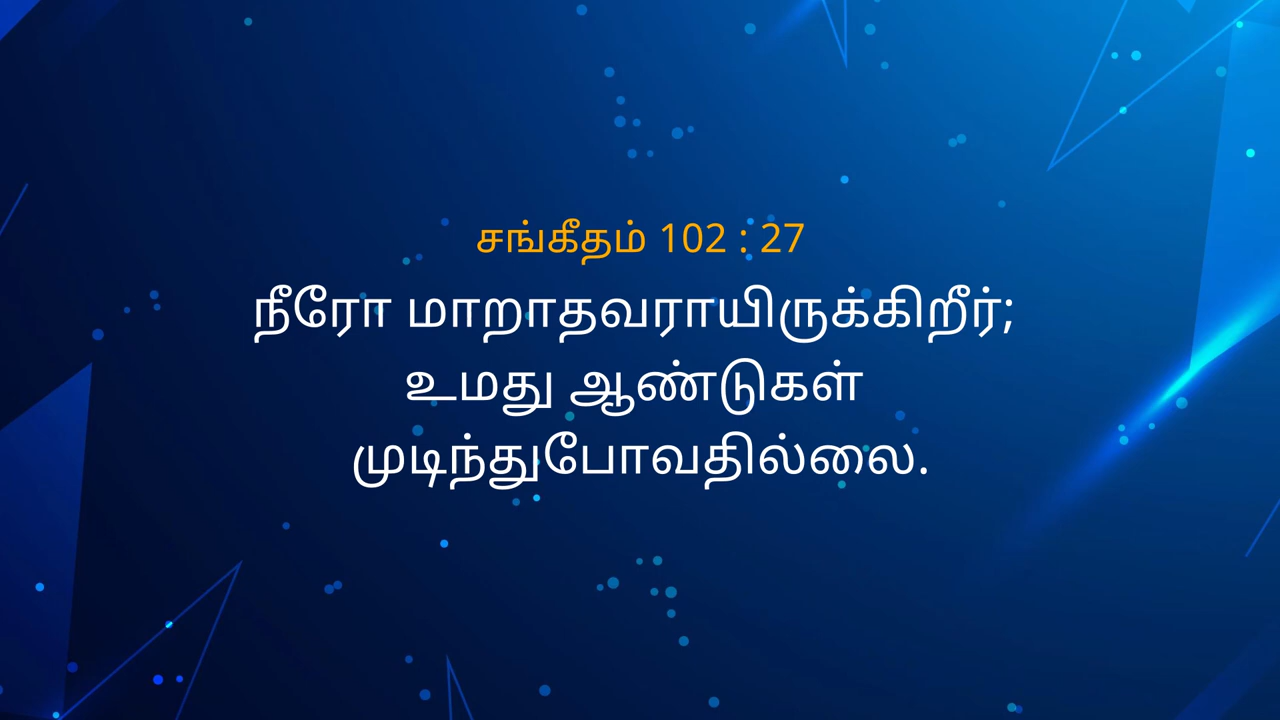 சங்கீதம் 102 : 27
நீரோ மாறாதவராயிருக்கிறீர்;
உமது ஆண்டுகள்
முடிந்துபோவதில்லை.